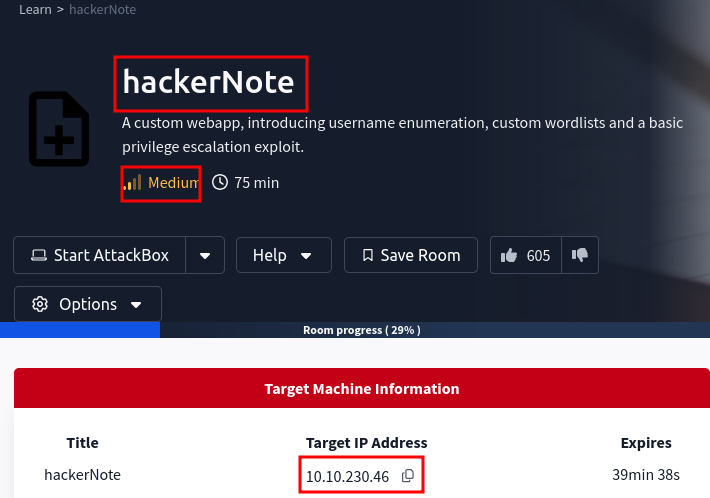 Learn > hackerNote
hackerNote
A custom webapp, introducing username enumeration, custom wordlists and a basic
privilege escalation exploit.
Medium 75 min
Start AttackBox Help Save Room 605
Options
Room progress ( 29% )
Target Machine Information
Title Target IP Address Expires
hackerNote 10.10.230.46 39min 38s